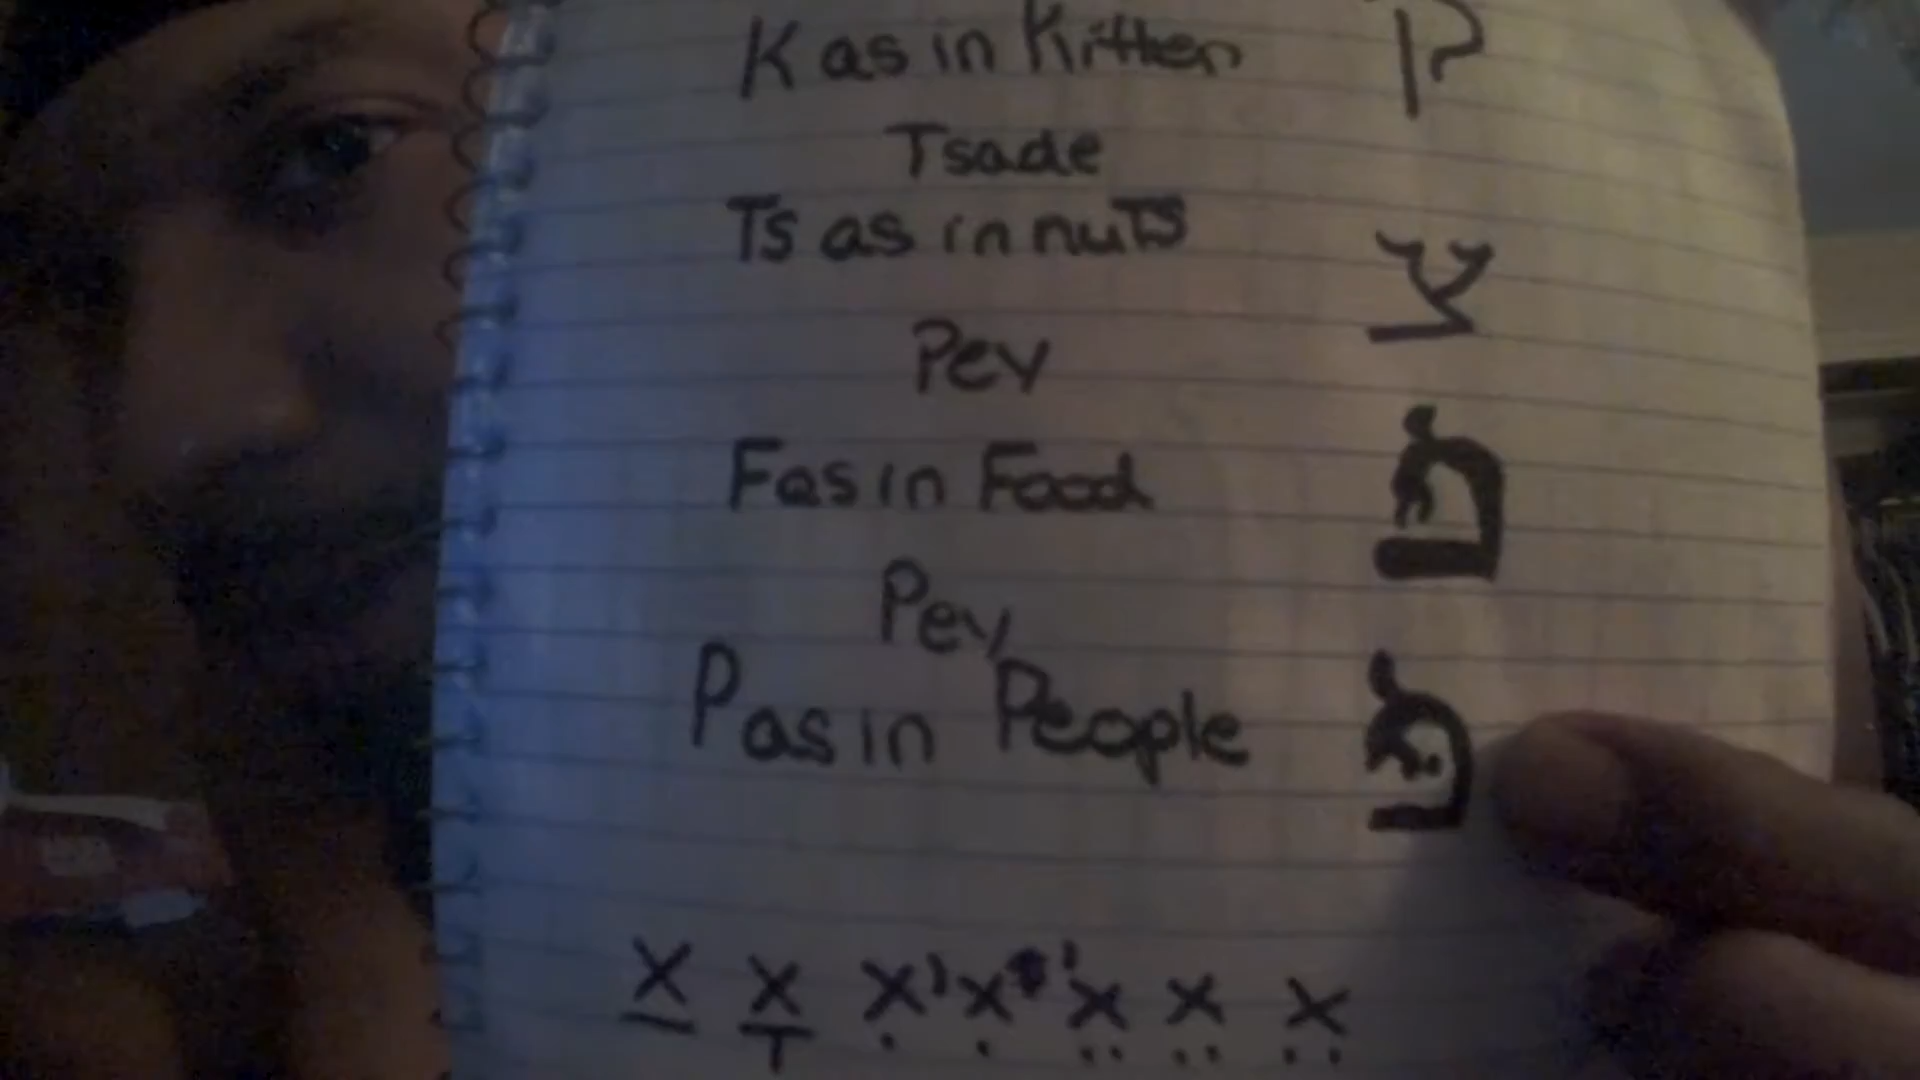 K as in Kitten ק
Tsade
Ts as in nuTS צ
Pey
F as in Food פ
Pey
P as in People פּ